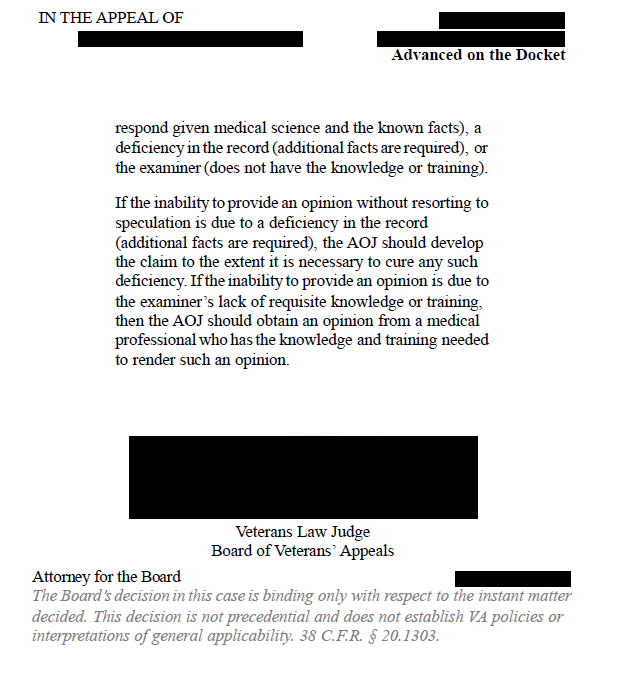 IN THE APPEAL OF
Advanced on the Docket
respond given medical science and the known facts), a
deficiency in the record (additional facts are required), or
the examiner (does not have the knowledge or training).
If the inability to provide an opinion without resorting to
speculation is due to a deficiency in the record
(additional facts are required), the AOJ should develop
the claim to the extent it is necessary to cure any such
deficiency. If the inability to provide an opinion is due to
the examiner’s lack of requisite knowledge or training,
then the AOJ should obtain an opinion from a medical
professional who has the knowledge and training needed
to render such an opinion.
Veterans Law Judge
Board of Veterans’ Appeals
Attorney for the Board
The Board’s decision in this case is binding only with respect to the instant matter
decided. This decision is not precedential and does not establish VA policies or
interpretations of general applicability. 38 C.F.R. § 20.1303.